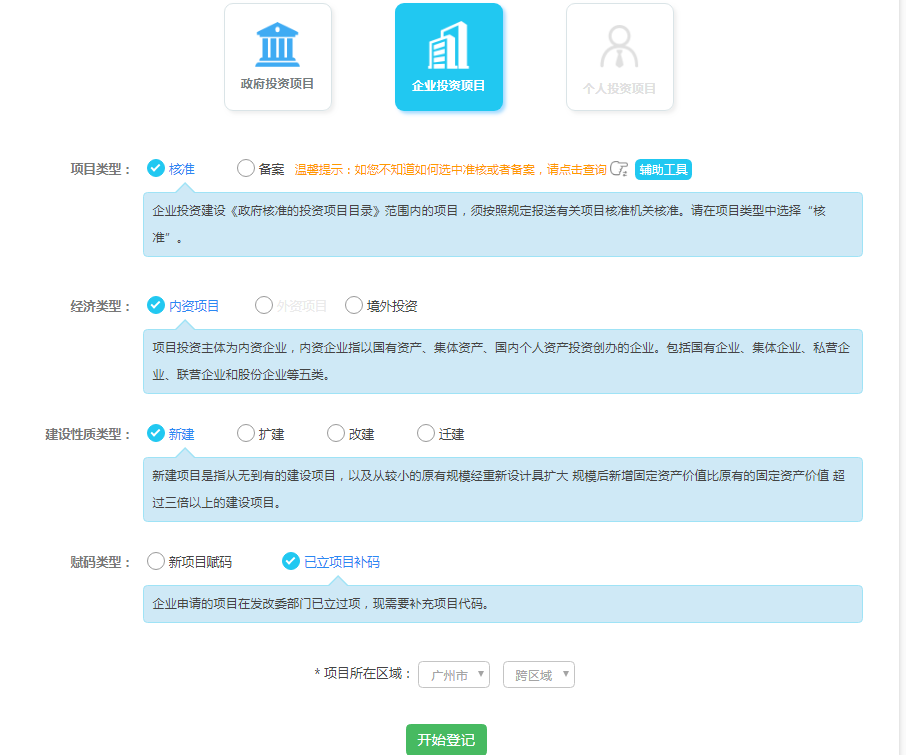 政府投资项目
企业投资项目
个人投资项目
项目类型： 核准 备案 温馨提示：如您不知道如何选中准核或者备案，请点击查询 辅助工具
企业投资建设《政府核准的投资项目目录》范围内的项目，须按照规定报送有关项目核准机关核准。请在项目类型中选择“核
准”。
经济类型： 内资项目 外资项目 境外投资
项目投资主体为内资企业，内资企业指以国有资产、集体资产、国内个人资产投资创办的企业。包括国有企业、集体企业、私营企
业、联营企业和股份企业等五类。
建设性质类型： 新建 扩建 改建 迁建
新建项目是指从无到有的建设项目，以及从较小的原有规模经重新设计具扩大 规模后新增固定资产价值比原有的固定资产价值 超
过三倍以上的建设项目。
赋码类型： 新项目赋码 已立项目补码
企业申请的项目在发改委部门已立过项，现需要补充项目代码。
* 项目所在区域： 广州市 跨区域
开始登记